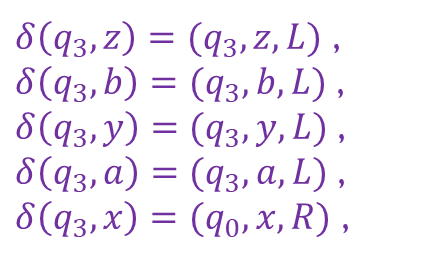 δ(q₃, z) = (q₃, z, L) ,
δ(q₃, b) = (q₃, b, L) ,
δ(q₃, y) = (q₃, y, L) ,
δ(q₃, a) = (q₃, a, L) ,
δ(q₃, x) = (q₀, x, R) ,